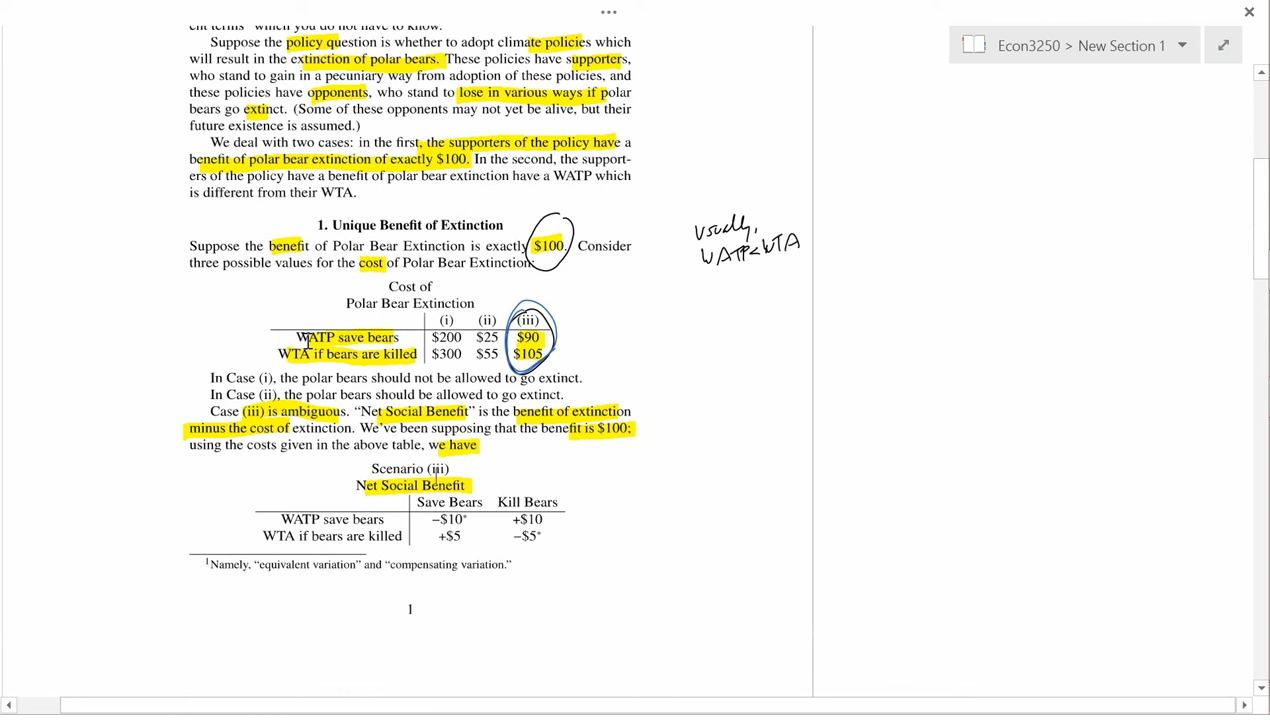 Econ3250 > New Section 1
ent terms" which you do not have to know.
Suppose the policy question is whether to adopt climate policies which
will result in the extinction of polar bears. These policies have supporters,
who stand to gain in a pecuniary way from adoption of these policies, and
these policies have opponents, who stand to lose in various ways if polar
bears go extinct. (Some of these opponents may not yet be alive, but their
future existence is assumed.)
We deal with two cases: in the first, the supporters of the policy have a
benefit of polar bear extinction of exactly $100. In the second, the support-
ers of the policy have a benefit of polar bear extinction have a WATP which
is different from their WTA.
1. Unique Benefit of Extinction
Suppose the benefit of Polar Bear Extinction is exactly $100. Consider
three possible values for the cost of Polar Bear Extinction:
usually,
WATP<WTA
Cost of
Polar Bear Extinction
(i) (ii) (iii)
WATP save bears $200 $25 $90
WTA if bears are killed $300 $55 $105
In Case (i), the polar bears should not be allowed to go extinct.
In Case (ii), the polar bears should be allowed to go extinct.
Case (iii) is ambiguous. “Net Social Benefit” is the benefit of extinction
minus the cost of extinction. We’ve been supposing that the benefit is $100;
using the costs given in the above table, we have
Scenario (iii)
Net Social Benefit
Save Bears Kill Bears
WATP save bears −$10* +$10
WTA if bears are killed +$5 −$5*
1Namely, “equivalent variation” and “compensating variation.”
1